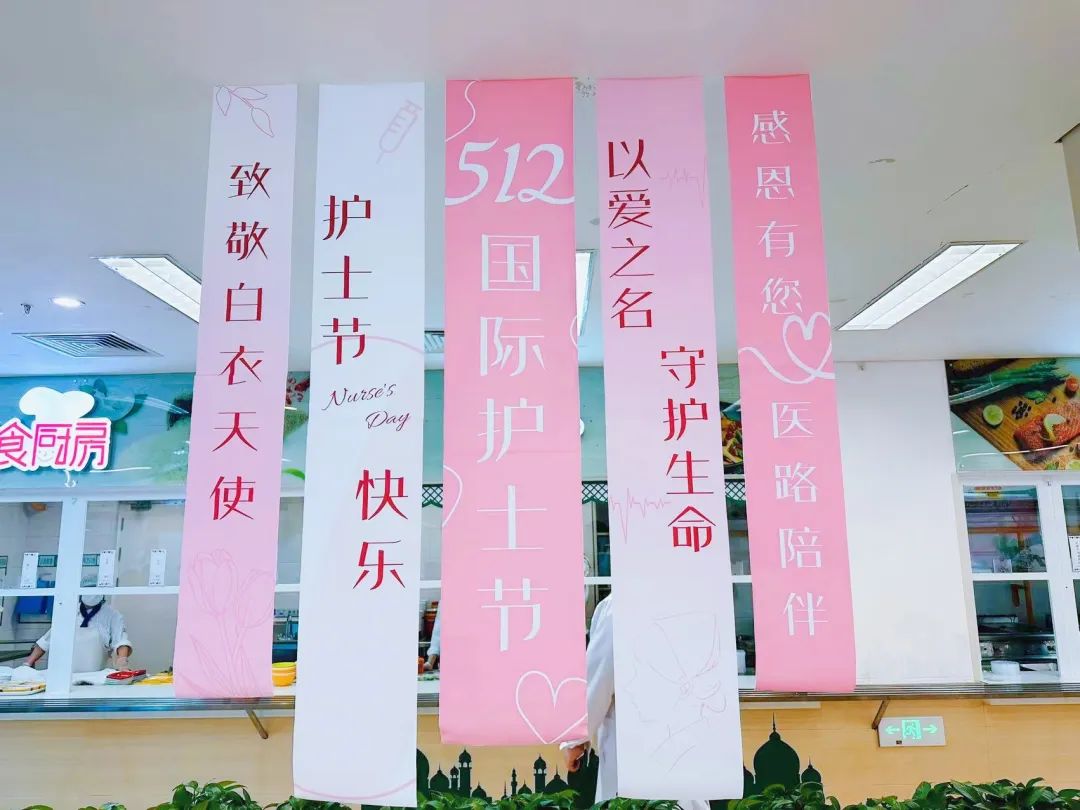 致敬白衣天使
护士节
Nurse's
Day
快乐
512
国际护士节
以爱之名
守护生命
感恩有您
医路陪伴
食厨房